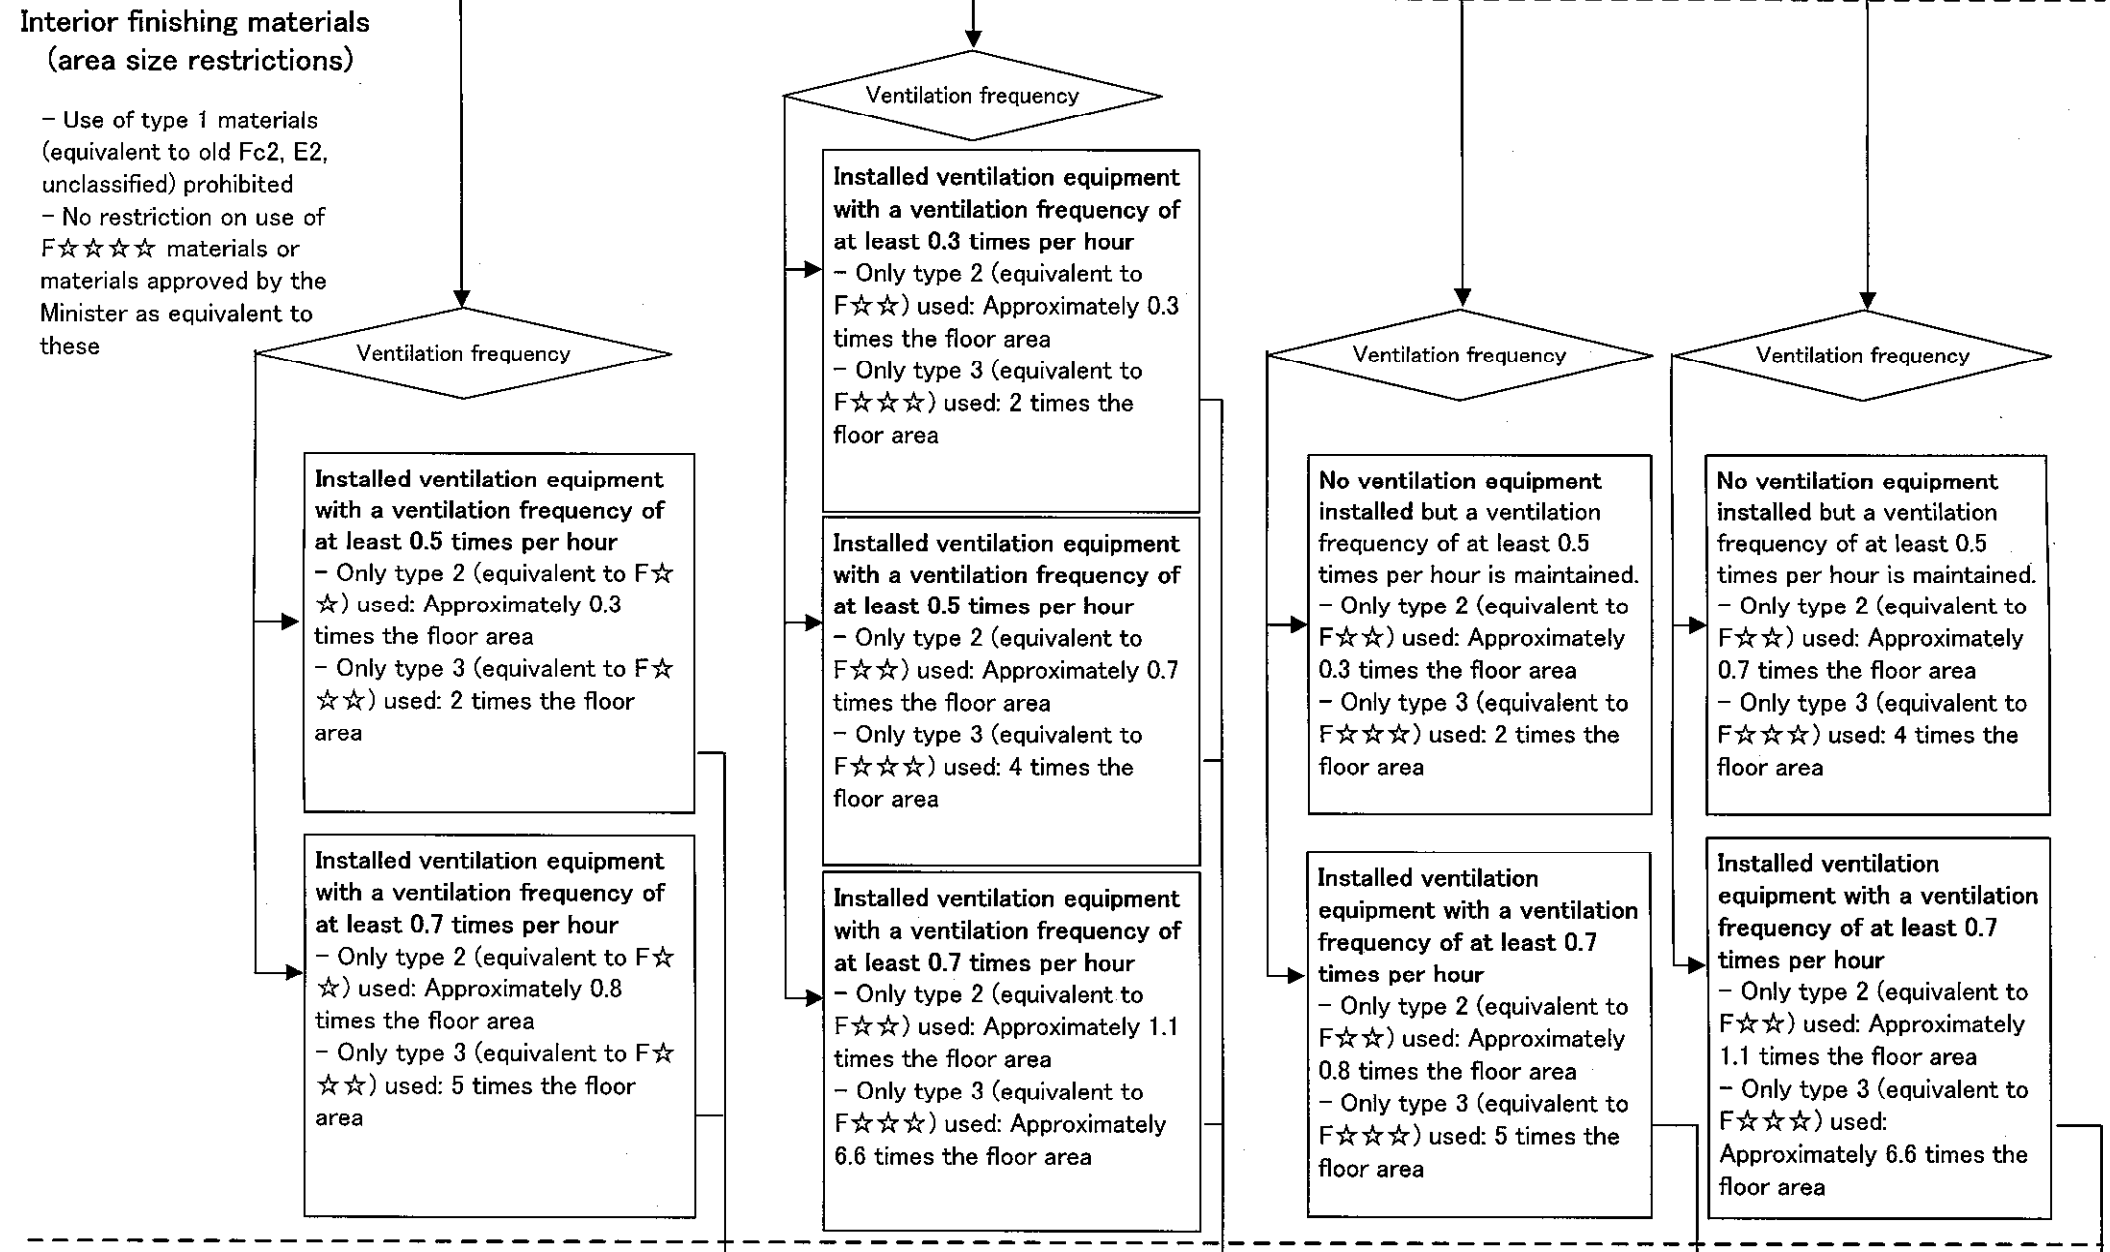 Interior finishing materials
(area size restrictions)
- Use of type 1 materials
(equivalent to old Fc2, E2,
unclassified) prohibited
- No restriction on use of
F☆☆☆☆ materials or
materials approved by the
Minister as equivalent to
these
Ventilation frequency
Installed ventilation equipment
with a ventilation frequency of
at least 0.5 times per hour
- Only type 2 (equivalent to F☆
☆) used: Approximately 0.3
times the floor area
- Only type 3 (equivalent to F☆
☆☆) used: 2 times the floor
area
Installed ventilation equipment
with a ventilation frequency of
at least 0.7 times per hour
- Only type 2 (equivalent to F☆
☆) used: Approximately 0.8
times the floor area
- Only type 3 (equivalent to F☆
☆☆) used: 5 times the floor
area
Ventilation frequency
Installed ventilation equipment
with a ventilation frequency of
at least 0.3 times per hour
- Only type 2 (equivalent to
F☆☆) used: Approximately 0.3
times the floor area
- Only type 3 (equivalent to
F☆☆☆) used: 2 times the
floor area
Installed ventilation equipment
with a ventilation frequency of
at least 0.5 times per hour
- Only type 2 (equivalent to
F☆☆) used: Approximately 0.7
times the floor area
- Only type 3 (equivalent to
F☆☆☆) used: 4 times the
floor area
Installed ventilation equipment
with a ventilation frequency of
at least 0.7 times per hour
- Only type 2 (equivalent to
F☆☆) used: Approximately 1.1
times the floor area
- Only type 3 (equivalent to
F☆☆☆) used: Approximately
6.6 times the floor area
Ventilation frequency
No ventilation equipment
installed but a ventilation
frequency of at least 0.5
times per hour is maintained.
- Only type 2 (equivalent to
F☆☆) used: Approximately
0.3 times the floor area
- Only type 3 (equivalent to
F☆☆☆) used: 2 times the
floor area
Installed ventilation
equipment with a ventilation
frequency of at least 0.7
times per hour
- Only type 2 (equivalent to
F☆☆) used: Approximately
0.8 times the floor area
- Only type 3 (equivalent to
F☆☆☆) used: 5 times the
floor area
Ventilation frequency
No ventilation equipment
installed but a ventilation
frequency of at least 0.5
times per hour is maintained.
- Only type 2 (equivalent to
F☆☆) used: Approximately
0.7 times the floor area
- Only type 3 (equivalent to
F☆☆☆) used: 4 times the
floor area
Installed ventilation
equipment with a ventilation
frequency of at least 0.7
times per hour
- Only type 2 (equivalent to
F☆☆) used: Approximately
1.1 times the floor area
- Only type 3 (equivalent to
F☆☆☆) used:
Approximately 6.6 times the
floor area